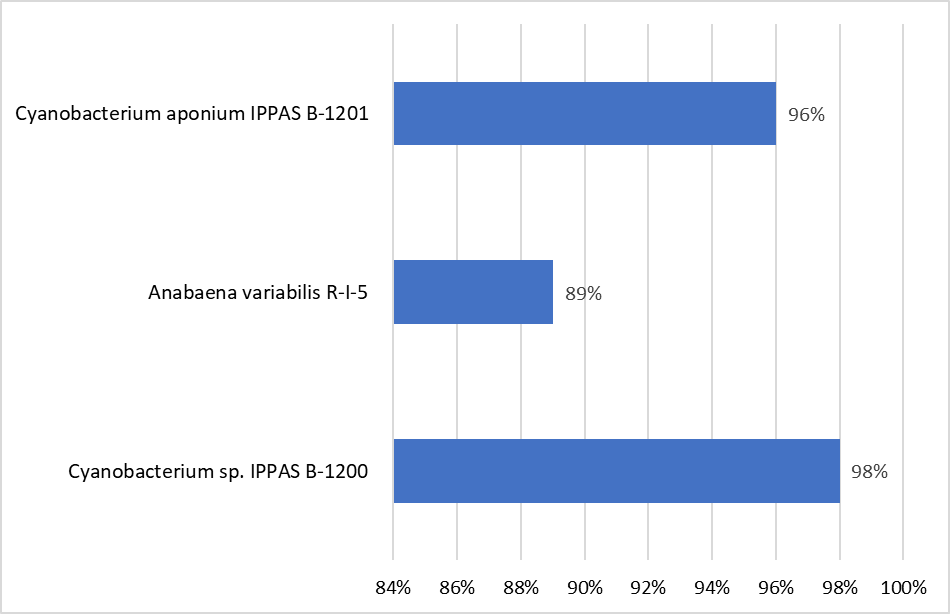 Cyanobacterium aponium IPPAS B-1201
96%
Anabaena variabilis R-I-5
89%
Cyanobacterium sp. IPPAS B-1200
98%
84% 86% 88% 90% 92% 94% 96% 98% 100%